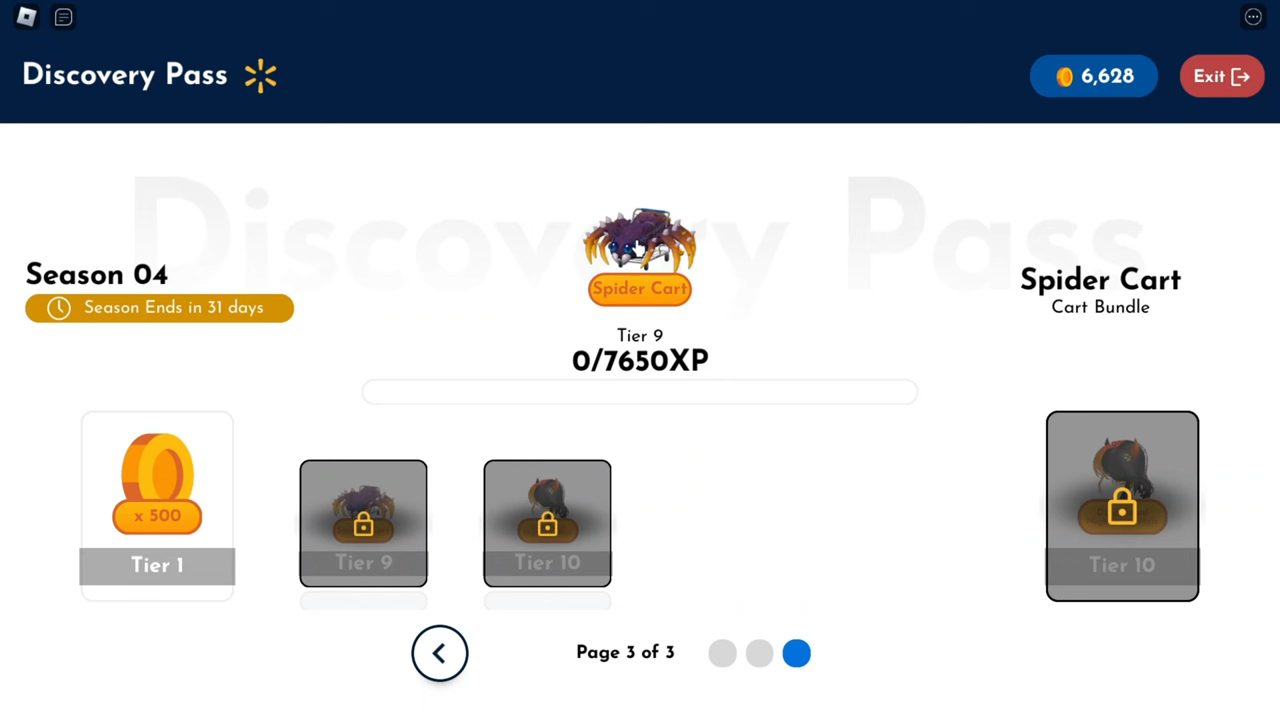 Discovery Pass
6,628
Exit
Discovery Pass
Season 04
Season Ends in 31 days
Spider Cart
Tier 9
0/7650XP
Spider Cart
Cart Bundle
x 500
Tier 1
Tier 9
Tier 10
Tier 10
Page 3 of 3